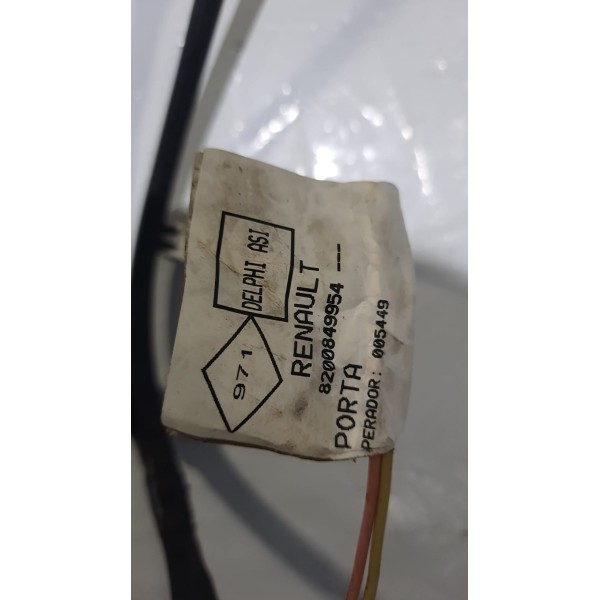 DELPHI ASI
971
RENAULT
8200849954 ---
PORTA
PERADOR: 005449